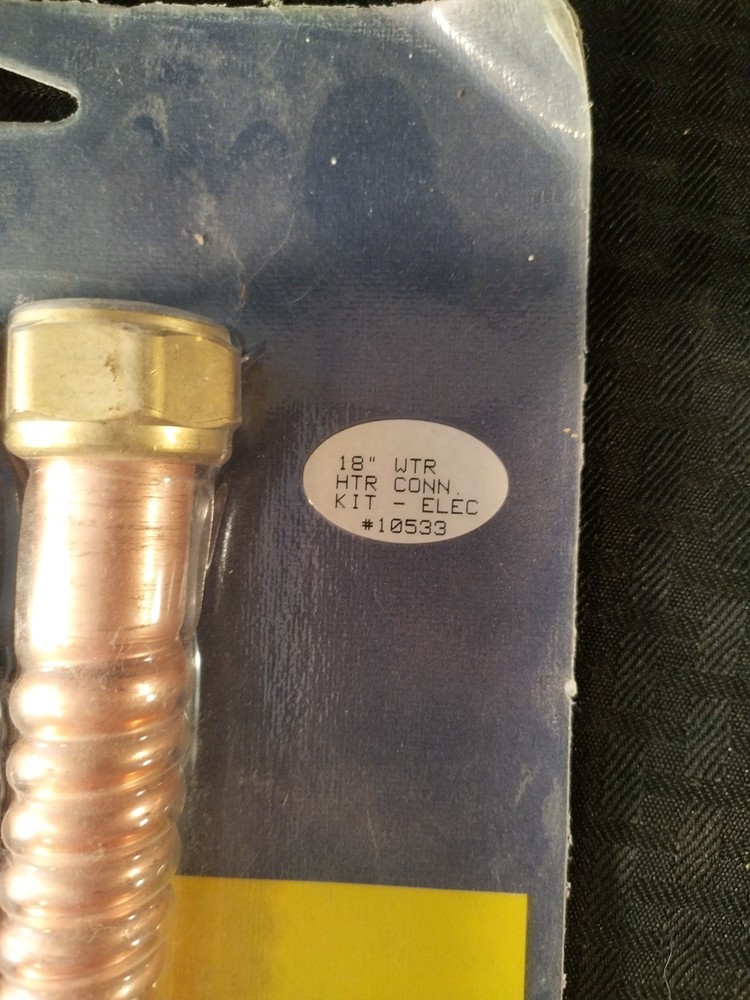 18" WTR
HTR CONN.
KIT - ELEC
#10533